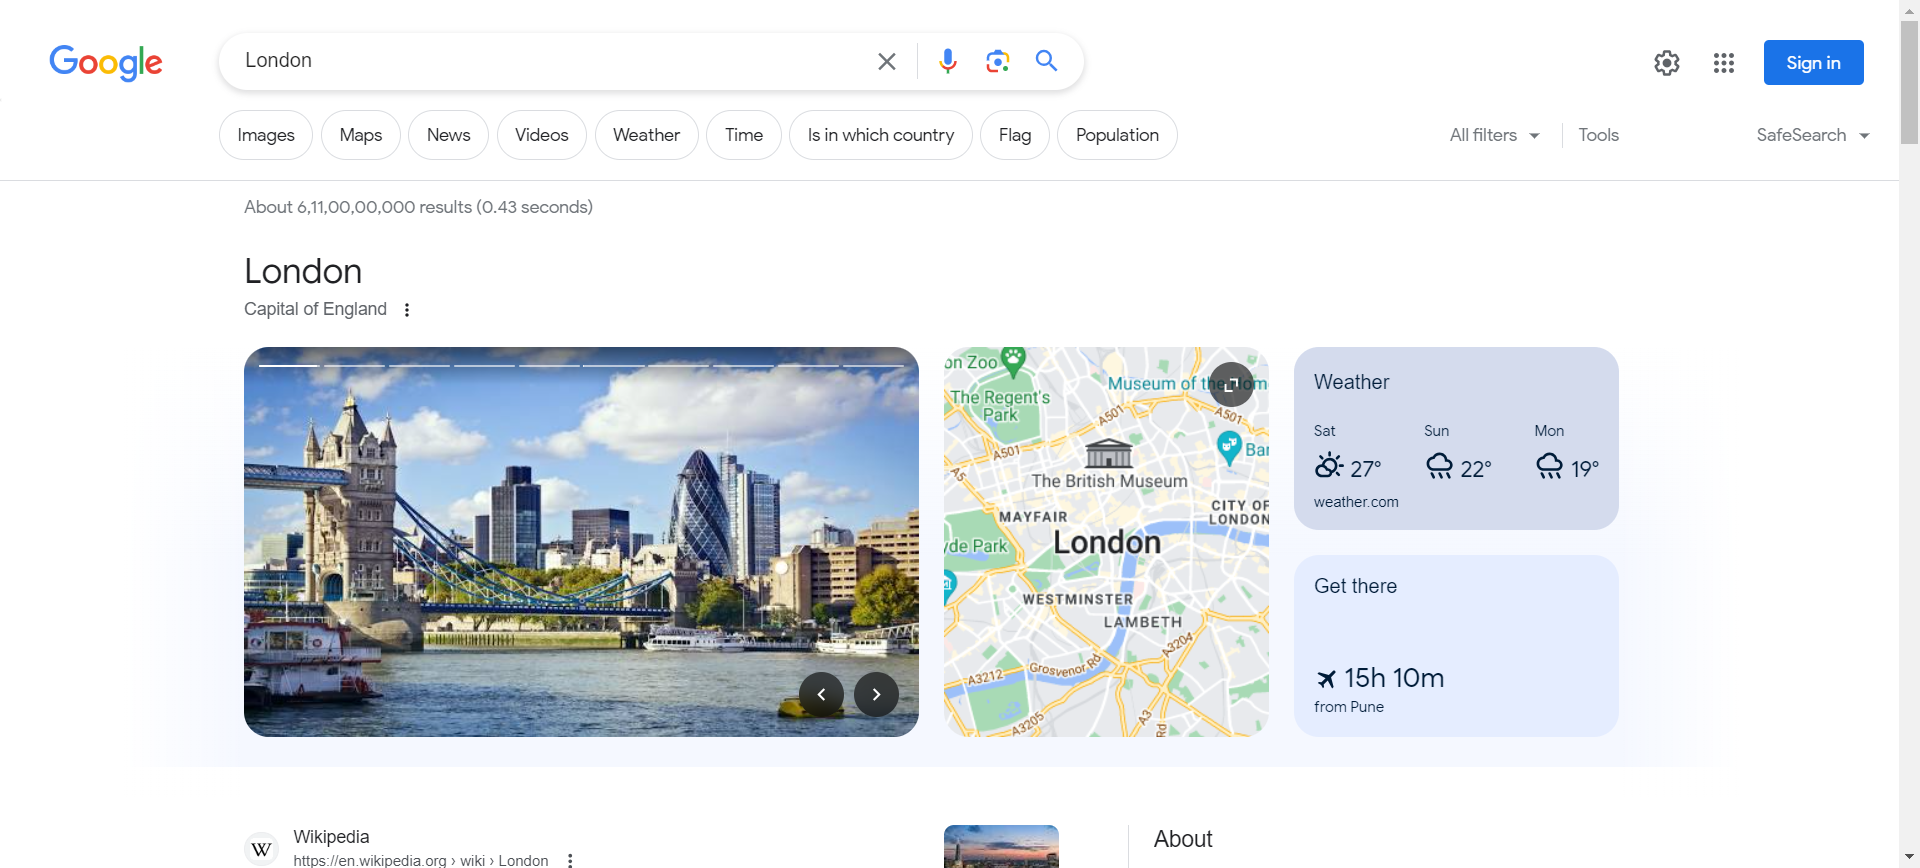 Google
London
Sign in
Images
Maps
News
Videos
Weather
Time
Is in which country
Flag
Population
All filters
Tools
SafeSearch
About 6,11,00,00,000 results (0.43 seconds)
London
Capital of England
on Zoo
Museum of the Hom
The Regent's
Park
A501
A501
A501
A5
Bar
The British Museum
MAYFAIR
CITY OF
LONDON
yde Park
London
WESTMINSTER
LAMBETH
A3204
Grosvenor Rd
A3212
A3205
A3
Rd
Weather
Sat
Sun
Mon
27°
22°
19°
weather.com
Get there
15h 10m
from Pune
W
Wikipedia
https://en.wikipedia.org › wiki › London
About